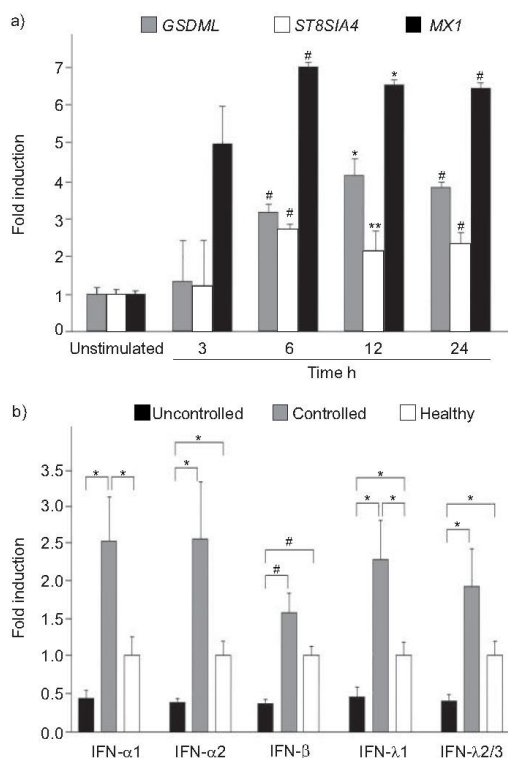 a)
GSDML ST8SIA4 MX1
7
6
5
4
3
2
1
0
Fold induction
# * #
# # * ** # #
Unstimulated 3 6 12 24
Time h
b)
Uncontrolled Controlled Healthy
3.5
3.0
2.5
2.0
1.5
1.0
0.5
0.0
Fold induction
* * * * # # * * * * *
IFN-α1 IFN-α2 IFN-β IFN-λ1 IFN-λ2/3